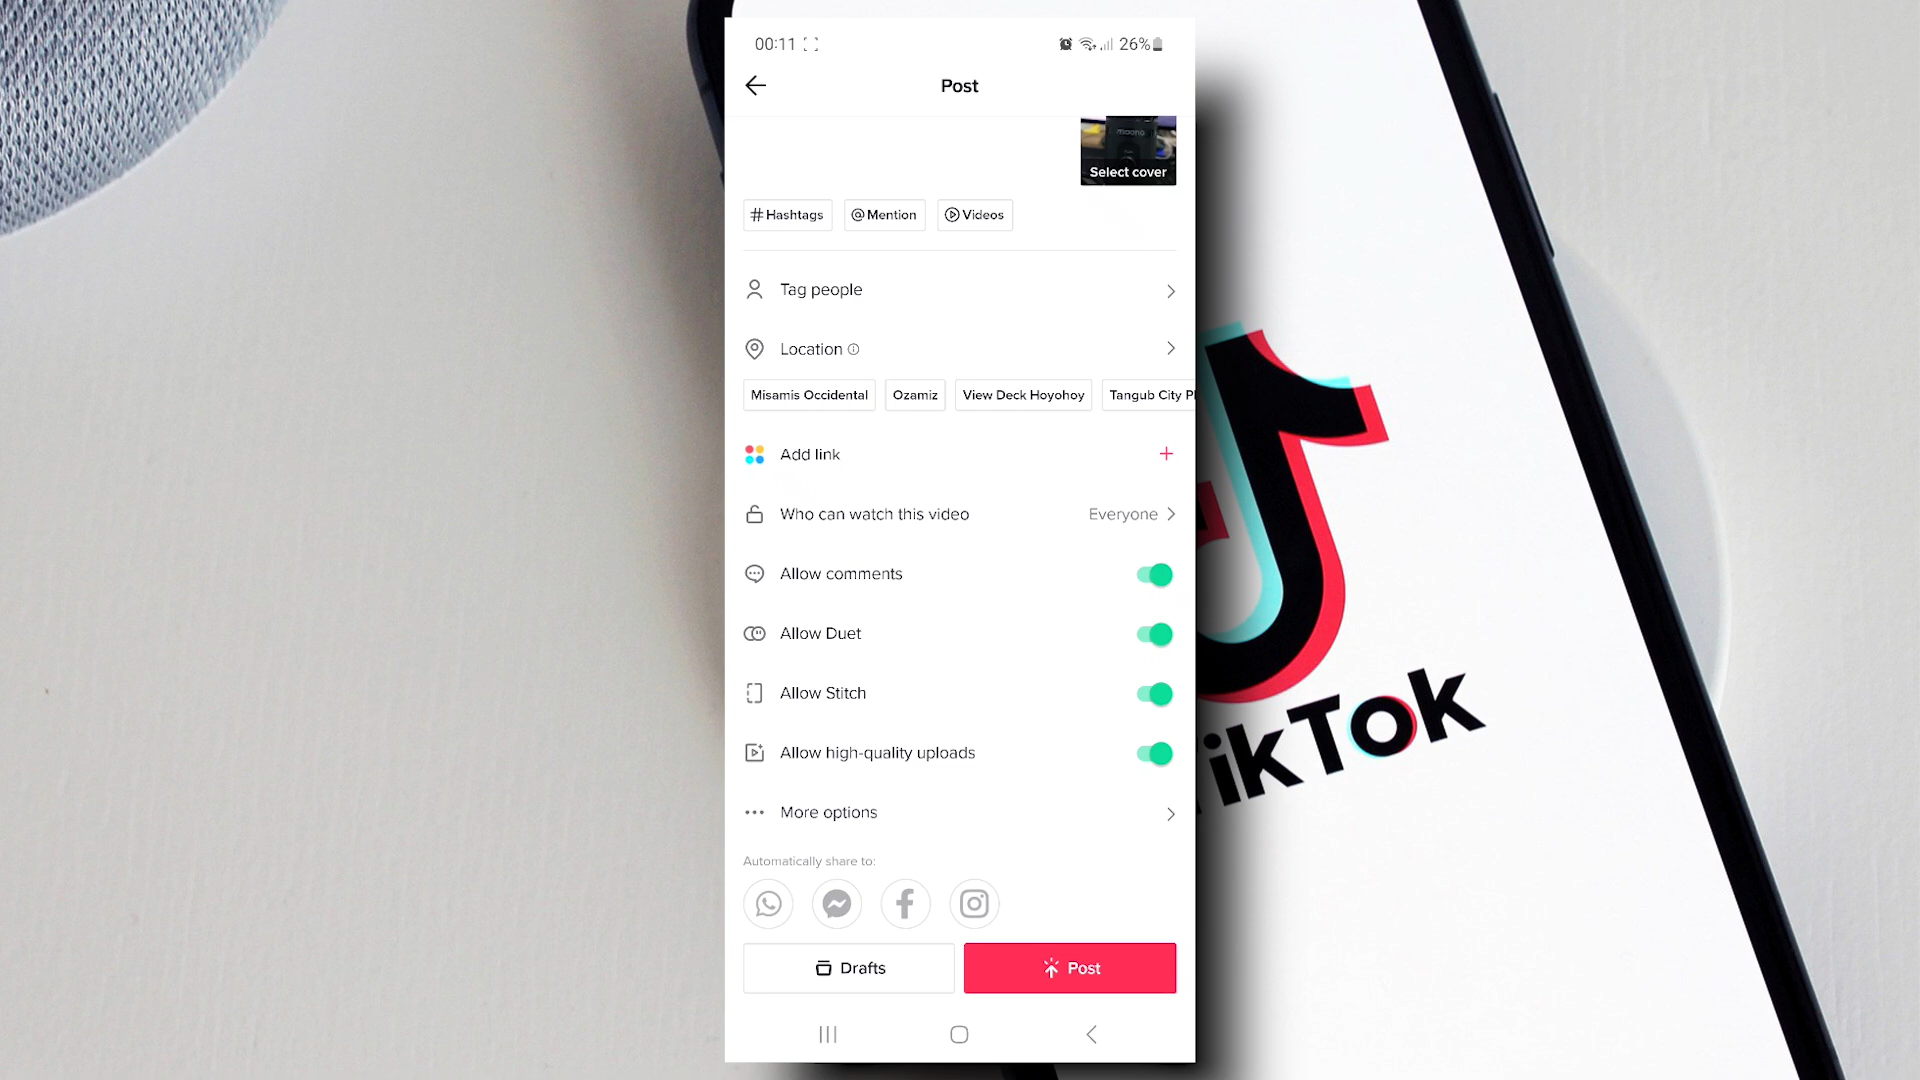 00:11
26%
Post
maono
Select cover
#Hashtags
@Mention
Videos
Tag people
Location
Misamis Occidental
Ozamiz
View Deck Hoyohoy
Tangub City Pl
Add link
Who can watch this video
Everyone
Allow comments
Allow Duet
Allow Stitch
Allow high-quality uploads
More options
Automatically share to:
Drafts
Post
TikTok